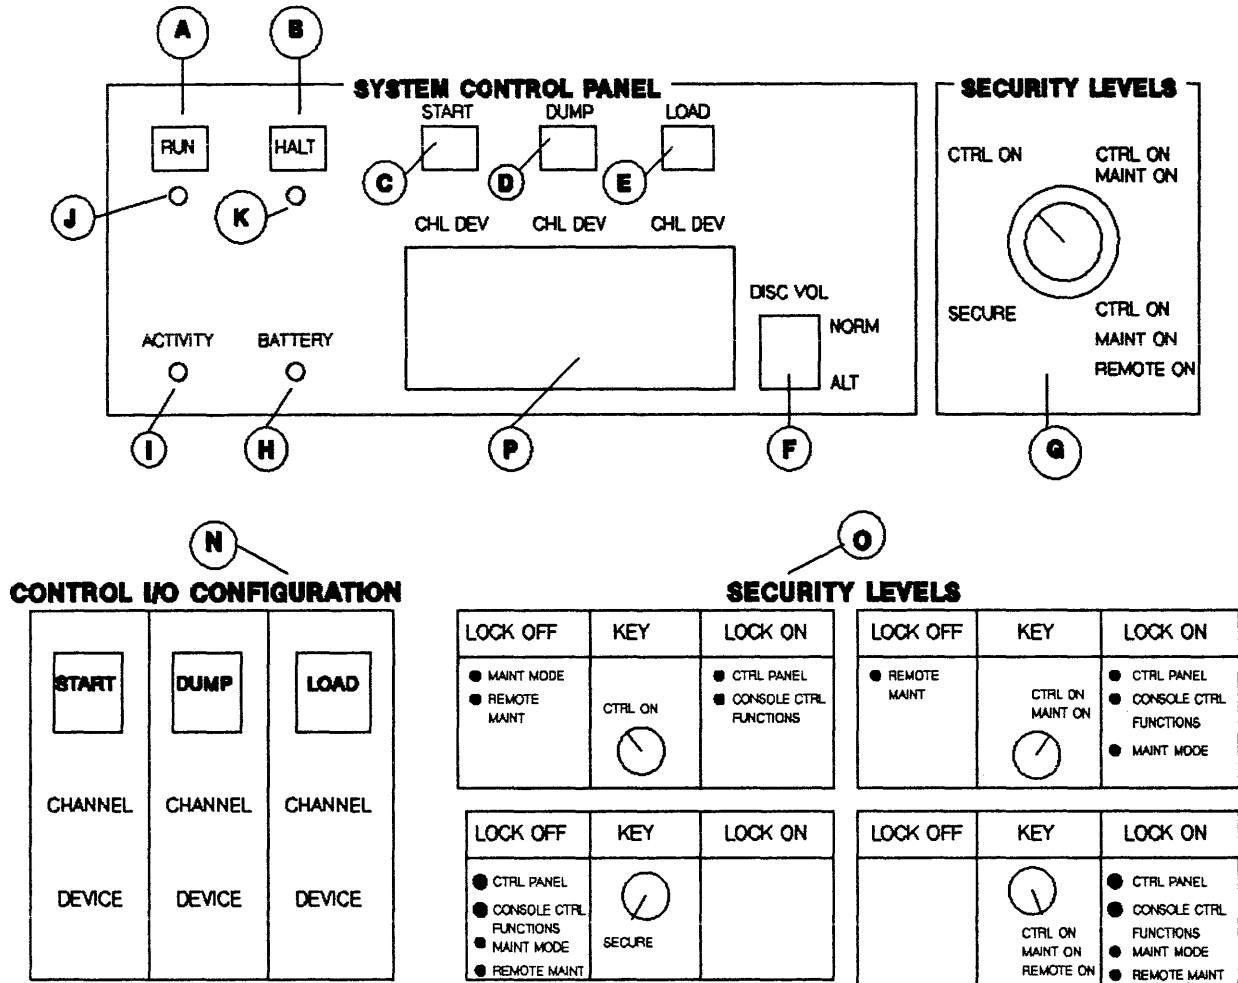 A
B
SYSTEM CONTROL PANEL
SECURITY LEVELS
START
DUMP
LOAD
RUN
HALT
CTRL ON
CTRL ON
MAINT ON
C
D
E
J
K
CHL DEV
CHL DEV
CHL DEV
DISC VOL
NORM
ALT
SECURE
CTRL ON
MAINT ON
REMOTE ON
ACTIVITY
BATTERY
I
H
P
F
G
N
O
CONTROL I/O CONFIGURATION
START
DUMP
LOAD
CHANNEL
CHANNEL
CHANNEL
DEVICE
DEVICE
DEVICE
SECURITY LEVELS
LOCK OFF
KEY
LOCK ON
MAINT MODE
REMOTE
MAINT
CTRL ON
CTRL PANEL
CONSOLE CTRL
FUNCTIONS
LOCK OFF
KEY
LOCK ON
REMOTE
MAINT
CTRL ON
MAINT ON
CTRL PANEL
CONSOLE CTRL
FUNCTIONS
MAINT MODE
LOCK OFF
KEY
LOCK ON
CTRL PANEL
CONSOLE CTRL
FUNCTIONS
MAINT MODE
REMOTE MAINT
SECURE
LOCK OFF
KEY
LOCK ON
CTRL ON
MAINT ON
REMOTE ON
CTRL PANEL
CONSOLE CTRL
FUNCTIONS
MAINT MODE
REMOTE MAINT